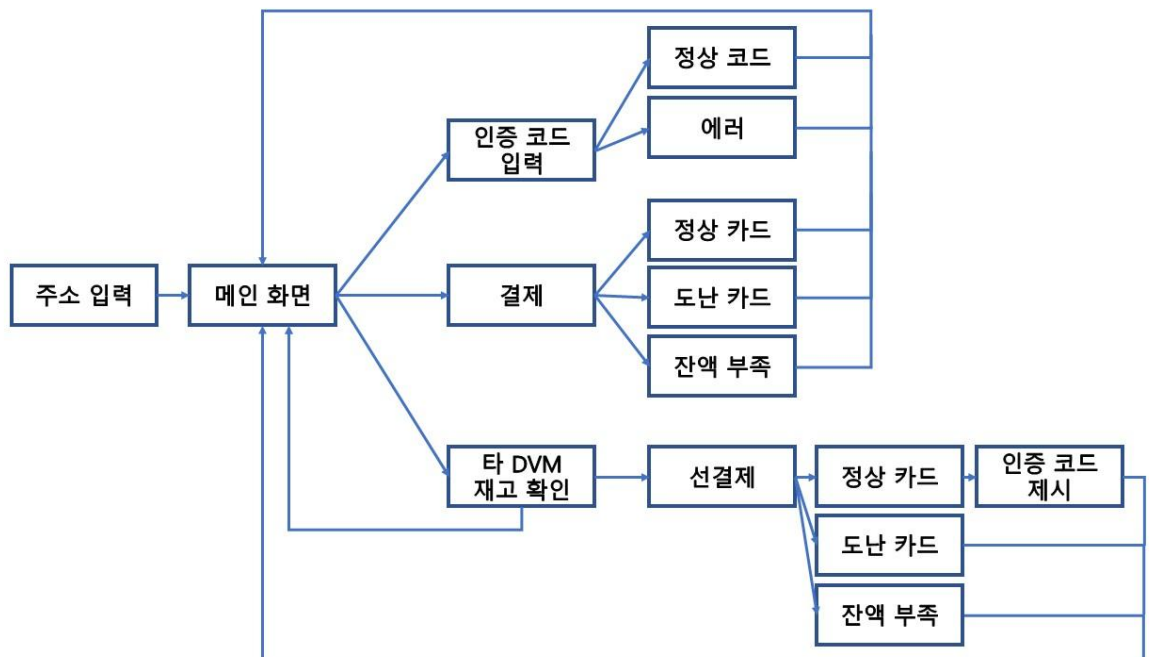 정상 코드
에러
인증 코드
입력
정상 카드
주소 입력
메인 화면
결제
도난 카드
잔액 부족
타 DVM
재고 확인
선결제
정상 카드
인증 코드
제시
도난 카드
잔액 부족